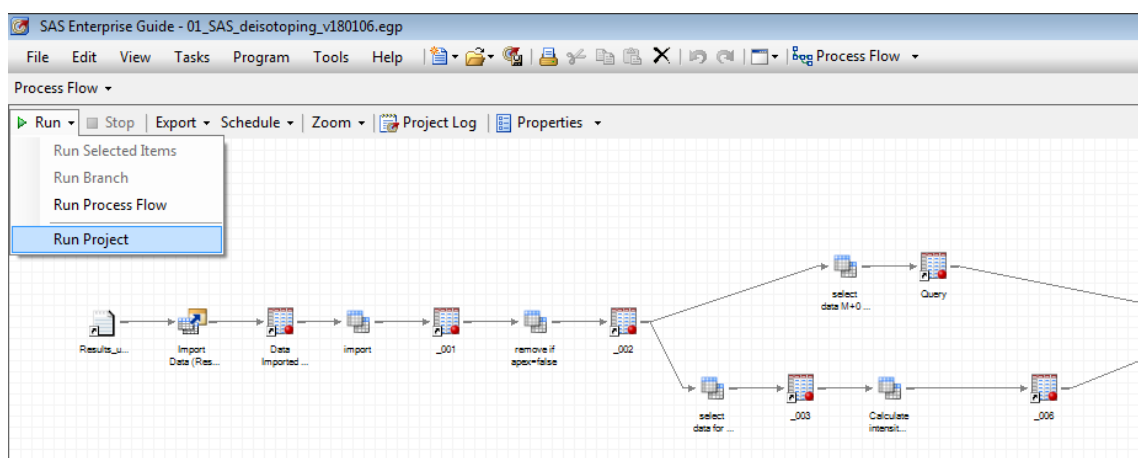 SAS Enterprise Guide - 01_SAS_deisotoping_v180106.egp
File Edit View Tasks Program Tools Help Process Flow
Process Flow
Run Stop Export Schedule Zoom Project Log Properties
Run Selected Items
Run Branch
Run Process Flow
Run Project
select
data M+0 ...
Query
Results_u...
Import
Data (Res...
Data
Imported ...
import
_001
remove if
apex=false
_002
select
data for ...
_003
Calculate
intensit...
_006